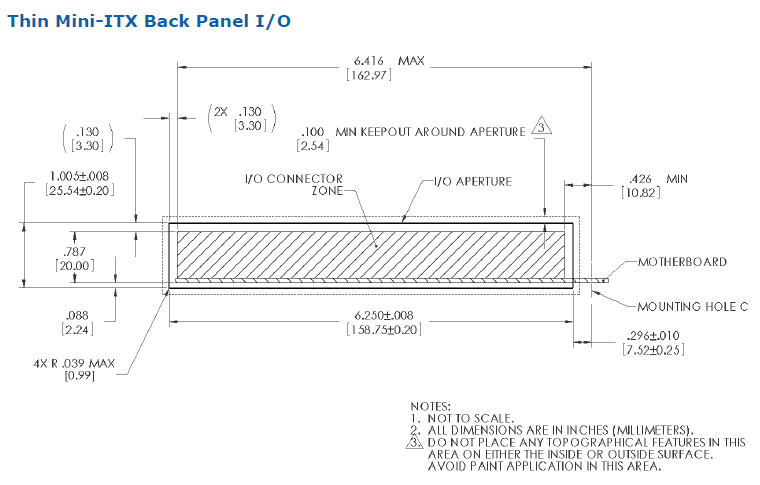 Thin Mini-ITX Back Panel I/O
6.416 MAX
[162.97]
(2X .130
[3.30])
(.130
[3.30])
.100 MIN KEEPOUT AROUND APERTURE 3
[2.54]
1.005±.008
[25.54±0.20]
I/O CONNECTOR
ZONE
I/O APERTURE
.426 MIN
[10.82]
.787
[20.00]
MOTHERBOARD
.088
[2.24]
6.250±.008
[158.75±0.20]
MOUNTING HOLE C
.296±.010
[7.52±0.25]
4X R .039 MAX
[0.99]
NOTES:
1. NOT TO SCALE.
2. ALL DIMENSIONS ARE IN INCHES (MILLIMETERS).
3. DO NOT PLACE ANY TOPOGRAPHICAL FEATURES IN THIS
AREA ON EITHER THE INSIDE OR OUTSIDE SURFACE.
AVOID PAINT APPLICATION IN THIS AREA.